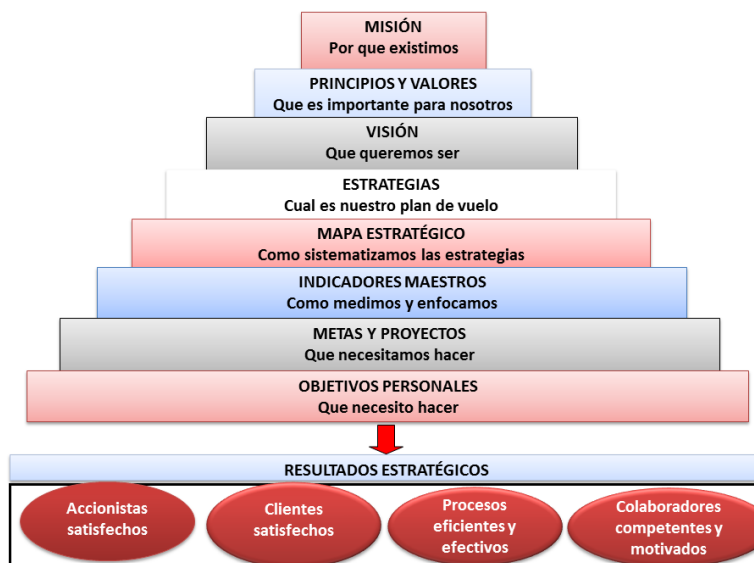 MISIÓN
Por que existimos
PRINCIPIOS Y VALORES
Que es importante para nosotros
VISIÓN
Que queremos ser
ESTRATEGIAS
Cual es nuestro plan de vuelo
MAPA ESTRATÉGICO
Como sistematizamos las estrategias
INDICADORES MAESTROS
Como medimos y enfocamos
METAS Y PROYECTOS
Que necesitamos hacer
OBJETIVOS PERSONALES
Que necesito hacer
RESULTADOS ESTRATÉGICOS
Accionistas
satisfechos
Clientes
satisfechos
Procesos
eficientes y
efectivos
Colaboradores
competentes y
motivados